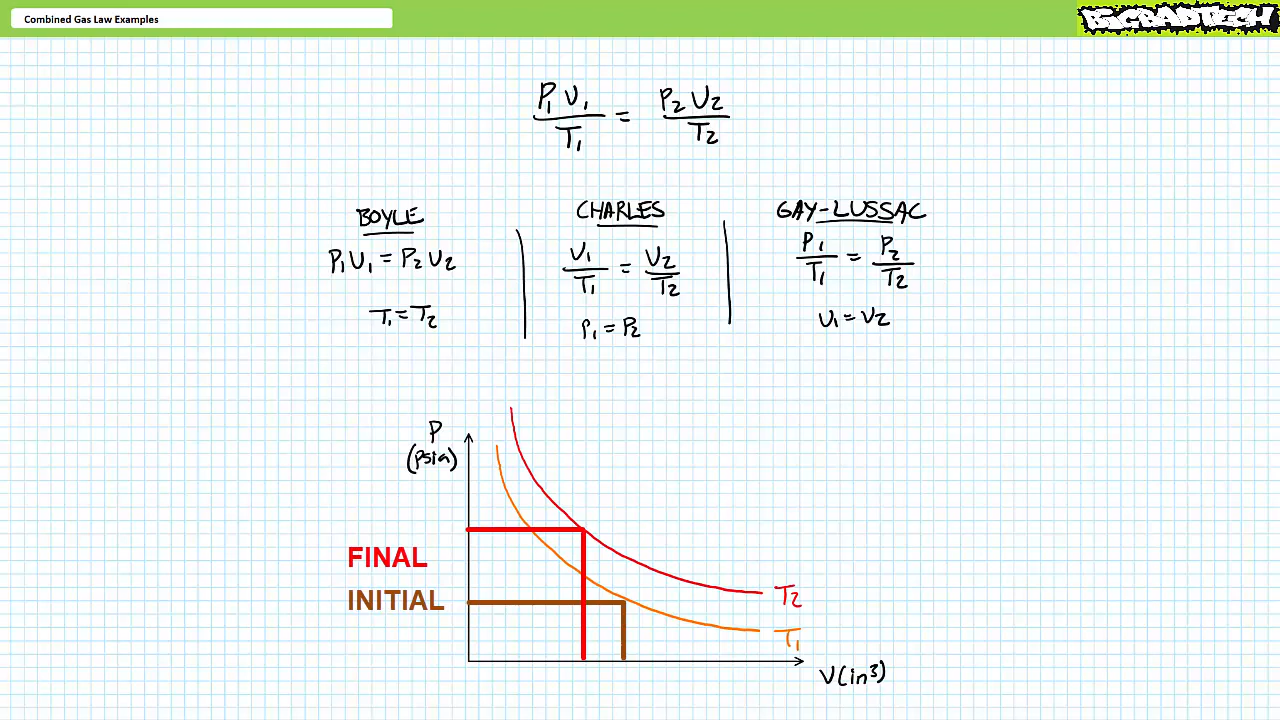 Combined Gas Law Examples
BIGBADTECH
P₁V₁/T₁ = P₂V₂/T₂
BOYLE
P₁V₁ = P₂V₂
T₁ = T₂
CHARLES
V₁/T₁ = V₂/T₂
P₁ = P₂
GAY-LUSSAC
P₁/T₁ = P₂/T₂
V₁ = V₂
P
(psia)
FINAL
INITIAL
T₂
T₁
V(in³)